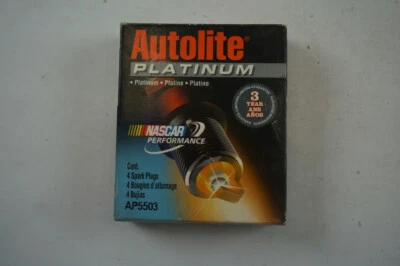 Autolite®
PLATINUM
• Platinum • Platine • Platino
3
YEAR
ANS
AÑOS
NASCAR
PERFORMANCE
Cont.
4 Spark Plugs
4 Bougies d'allumage
4 Bujías
AP5503